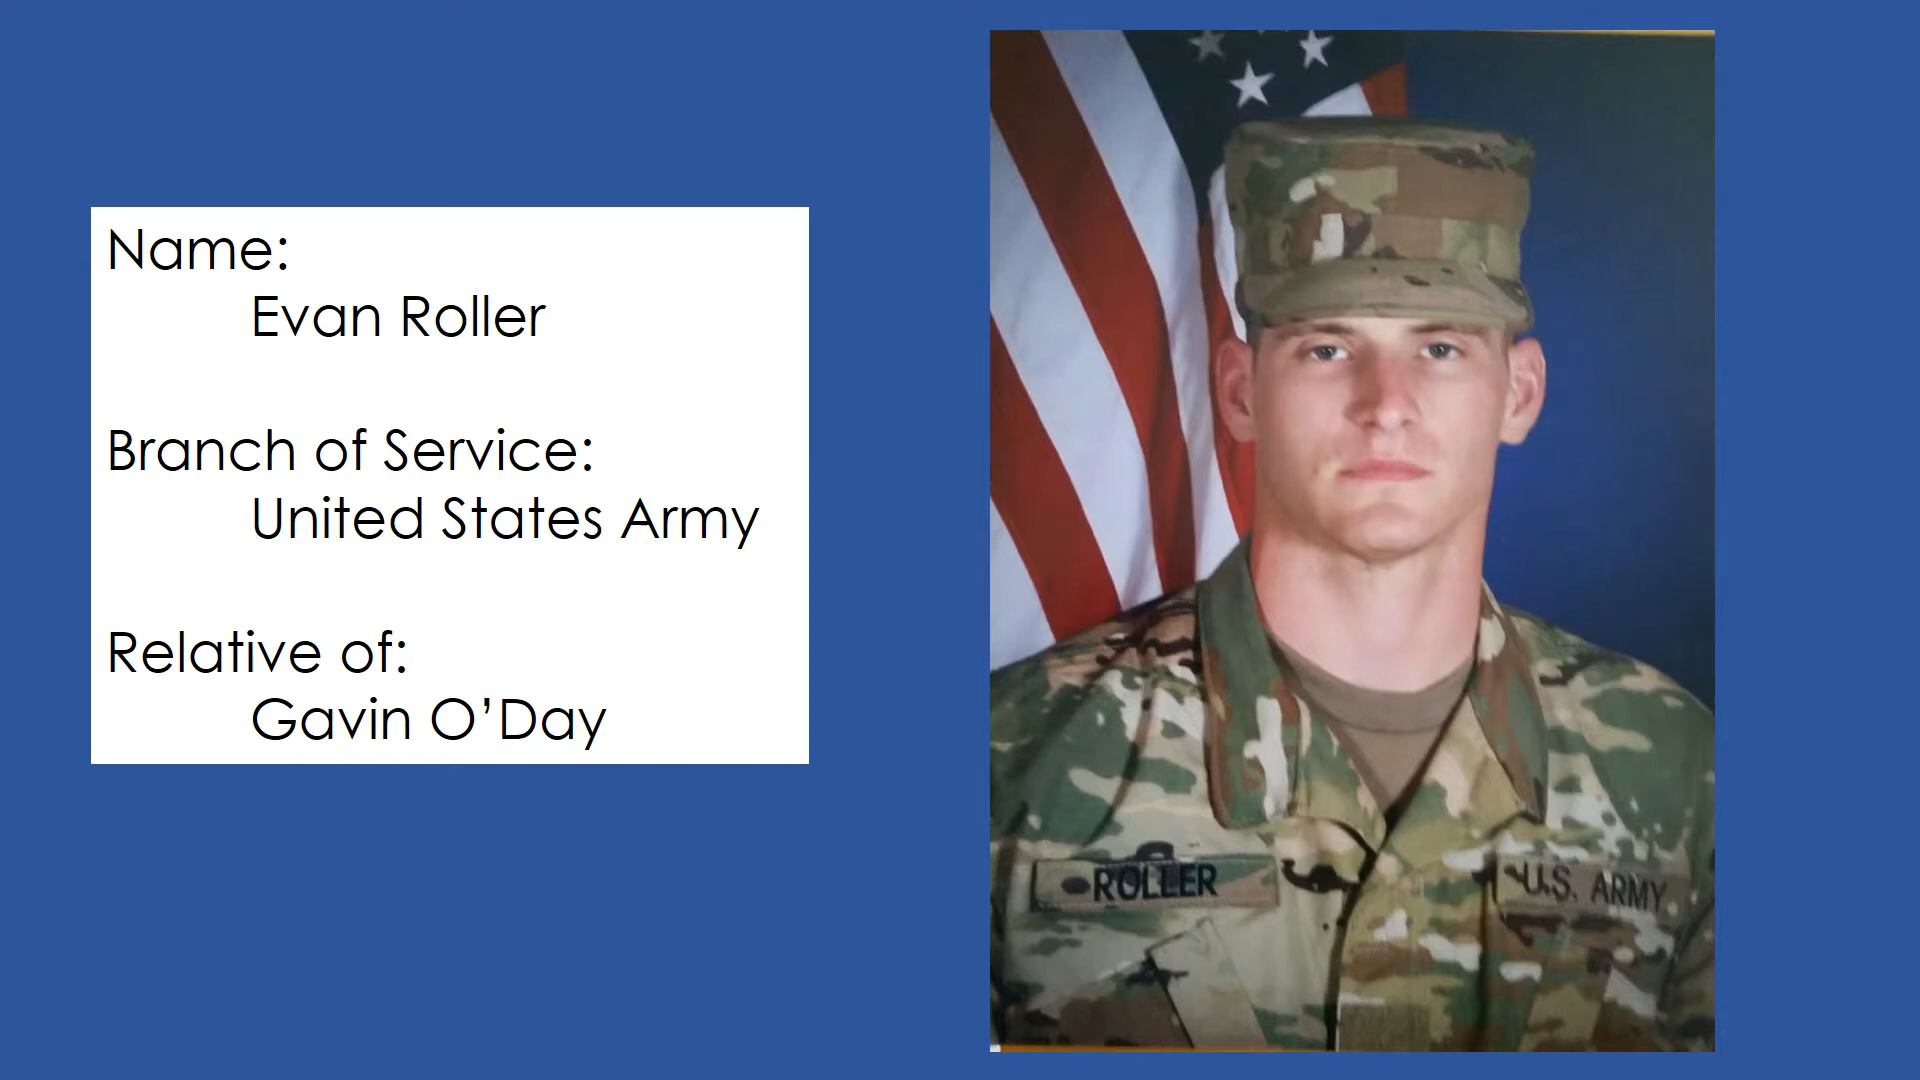 Name:
Evan Roller
Branch of Service:
United States Army
Relative of:
Gavin O’Day
ROLLER
U.S. ARMY